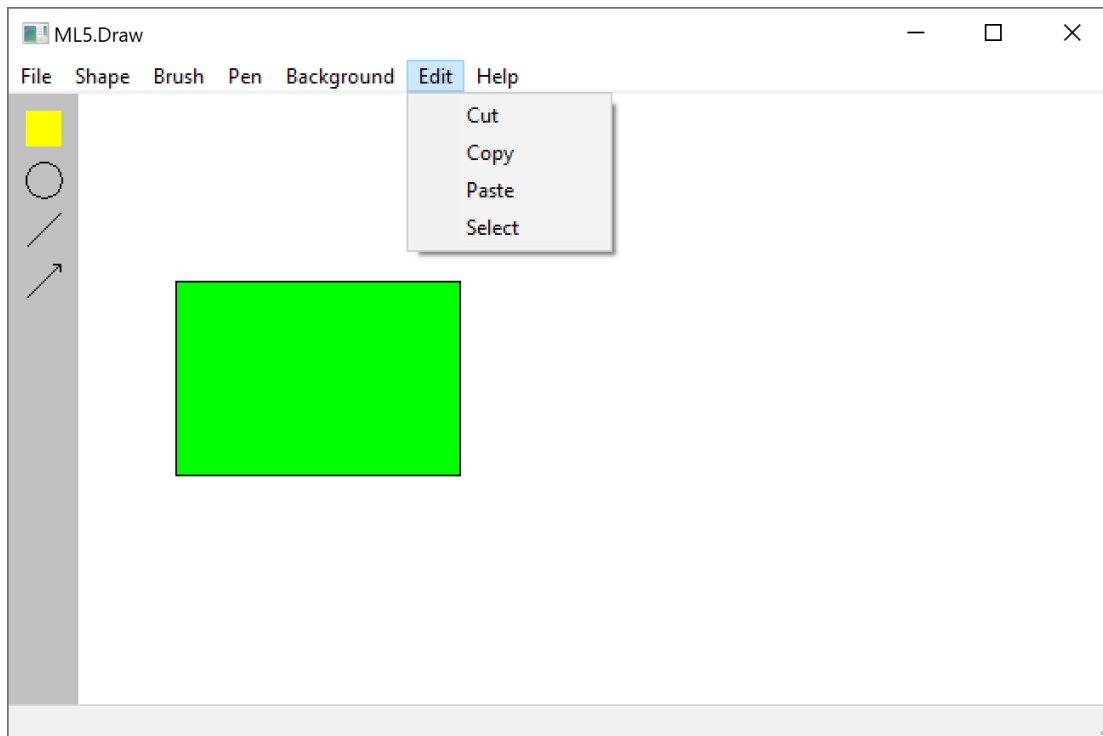 ML5.Draw
File Shape Brush Pen Background Edit Help
Cut
Copy
Paste
Select